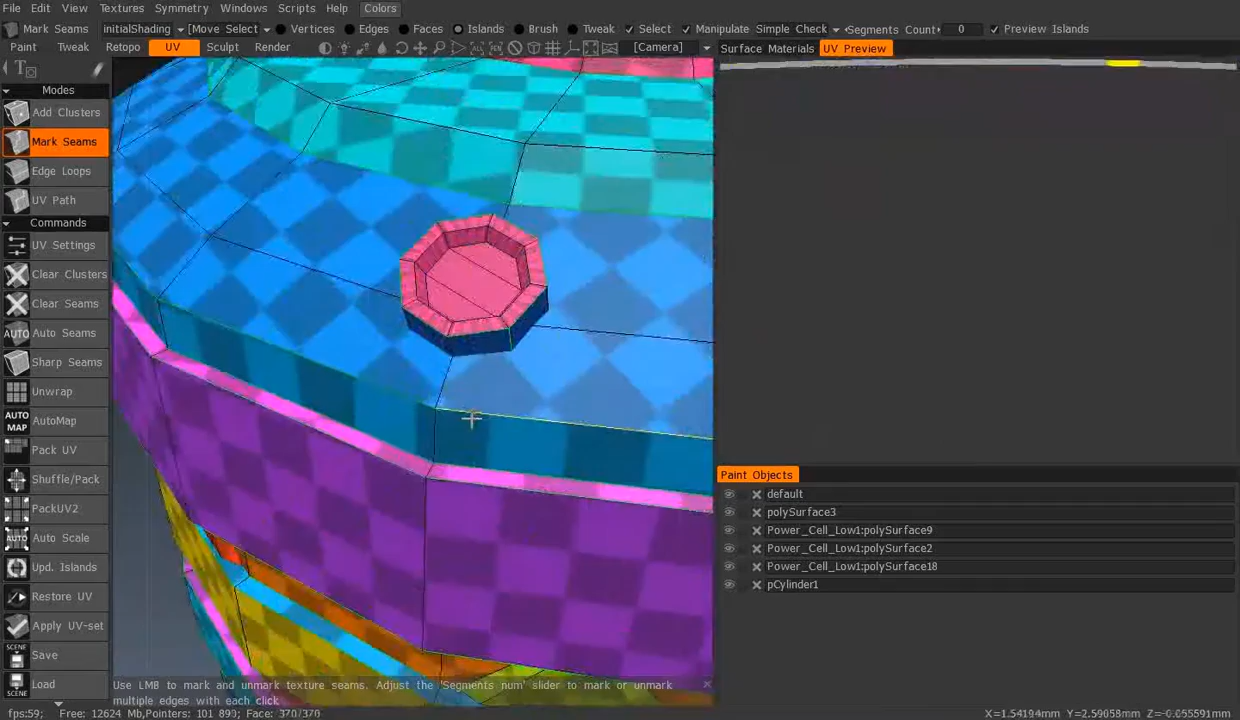 File Edit View Textures Symmetry Windows Scripts Help Colors
Mark Seams initialShading [Move Select] Vertices Edges Faces Islands Brush Tweak Select Manipulate Simple Check Segments Count 0 Preview Islands
Paint Tweak Retopo UV Sculpt Render [Camera] Surface Materials UV Preview
Modes
Add Clusters
Mark Seams
Edge Loops
UV Path
Commands
UV Settings
Clear Clusters
Clear Seams
AUTO Auto Seams
Sharp Seams
Unwrap
AUTO MAP AutoMap
Pack UV
Shuffle/Pack
PackUV2
AUTO Auto Scale
Upd. Islands
Restore UV
Apply UV-set
SCENE Save
Load
SCENE
Paint Objects
default
polySurface3
Power_Cell_Low1:polySurface9
Power_Cell_Low1:polySurface2
Power_Cell_Low1:polySurface18
pCylinder1
Use LMB to mark and unmark texture seams. Adjust the 'Segments num' slider to mark or unmark
multiple edges with each click
fps:59; Free: 12624 Mb,Pointers: 101 890; Face: 370/370 X=1.54194mm Y=2.59058mm Z=-0.055591mm